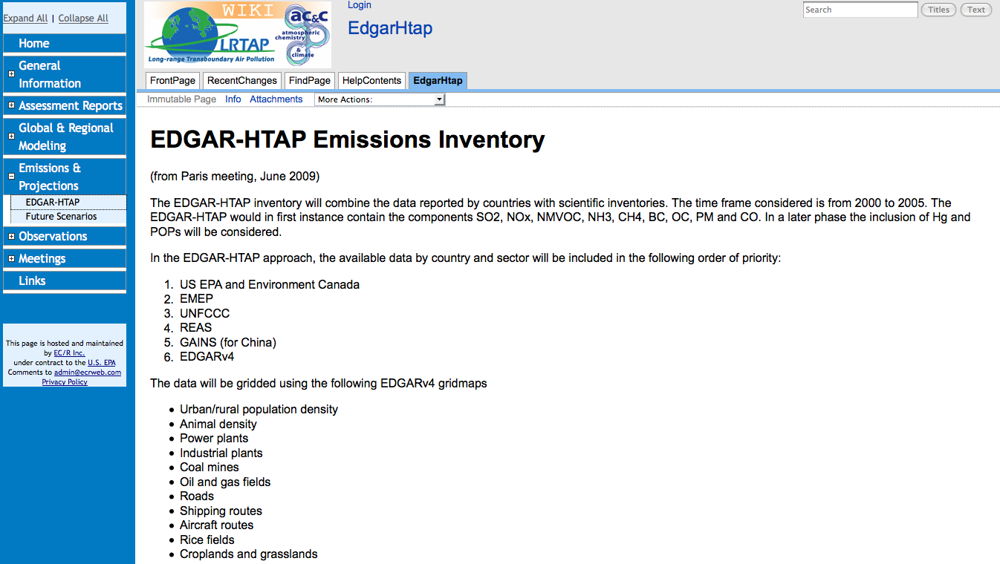 Expand All | Collapse All
Home
General
Information
Assessment Reports
Global & Regional
Modeling
Emissions &
Projections
EDGAR-HTAP
Future Scenarios
Observations
Meetings
Links
This page is hosted and maintained
by EC/R Inc.
under contract to the U.S. EPA
Comments to admin@ecrweb.com
Privacy Policy
WIKI
LRTAP
Long-range Transboundary Air Pollution
ac&c
atmospheric
chemistry
&
climate
Login
EdgarHtap
Search Titles Text
FrontPage RecentChanges FindPage HelpContents EdgarHtap
Immutable Page Info Attachments More Actions:
EDGAR-HTAP Emissions Inventory
(from Paris meeting, June 2009)
The EDGAR-HTAP inventory will combine the data reported by countries with scientific inventories. The time frame considered is from 2000 to 2005. The
EDGAR-HTAP would in first instance contain the components SO2, NOx, NMVOC, NH3, CH4, BC, OC, PM and CO. In a later phase the inclusion of Hg and
POPs will be considered.
In the EDGAR-HTAP approach, the available data by country and sector will be included in the following order of priority:
1. US EPA and Environment Canada
2. EMEP
3. UNFCCC
4. REAS
5. GAINS (for China)
6. EDGARv4
The data will be gridded using the following EDGARv4 gridmaps
• Urban/rural population density
• Animal density
• Power plants
• Industrial plants
• Coal mines
• Oil and gas fields
• Roads
• Shipping routes
• Aircraft routes
• Rice fields
• Croplands and grasslands